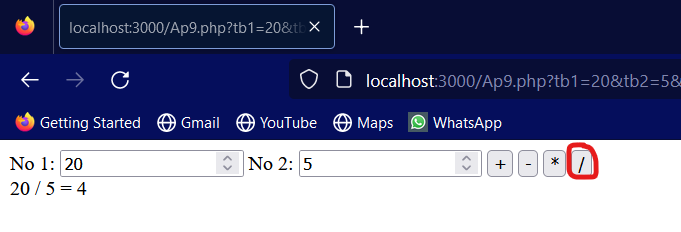 localhost:3000/Ap9.php?tb1=20&tb
localhost:3000/Ap9.php?tb1=20&tb2=5&
Getting Started Gmail YouTube Maps WhatsApp
No 1: 20 No 2: 5 + - * /
20 / 5 = 4